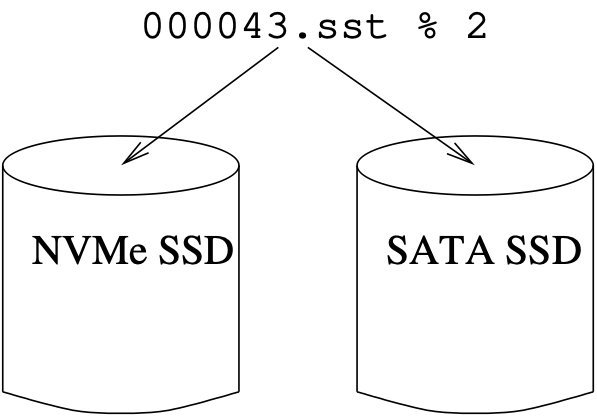 000043.sst % 2
NVMe SSD
SATA SSD